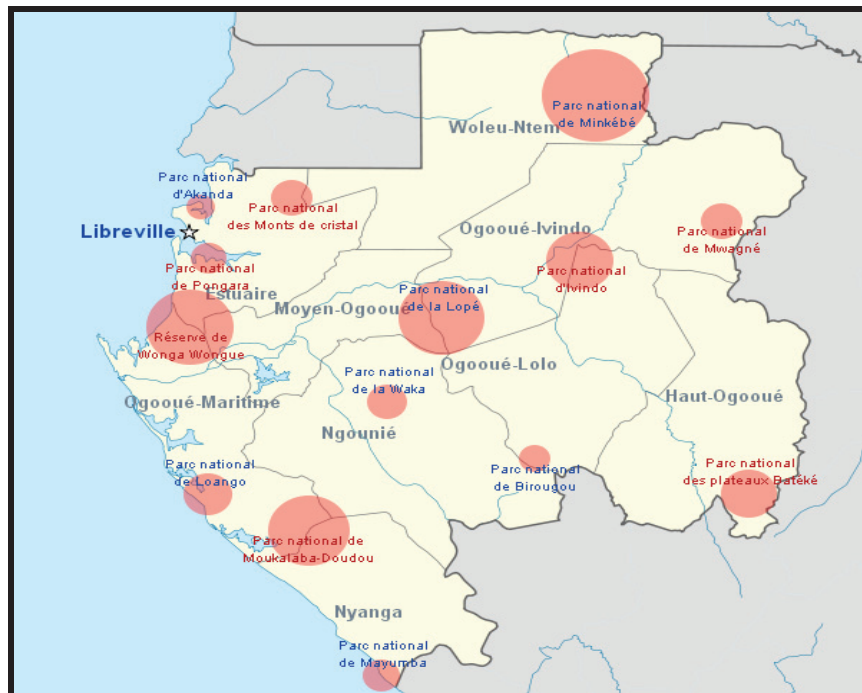 Parc national
de Minkébé
Woleu-Ntem
Parc national
d'Akanda
Parc national
des Monts de cristal
Libreville
Ogooué-Ivindo
Parc national
de Mwagné
Parc national
de Pongara
Parc national
d'Ivindo
Estuaire
Parc national
de la Lopé
Moyen-Ogooué
Réserve de
Wonga Wongue
Ogooué-Lolo
Parc national
de la Waka
Haut-Ogooué
Ogooué-Maritime
Ngounié
Parc national
de Loango
Parc national
de Birougou
Parc national
des plateaux Batéké
Parc national de
Moukalaba-Doudou
Nyanga
Parc national
de Mayumba